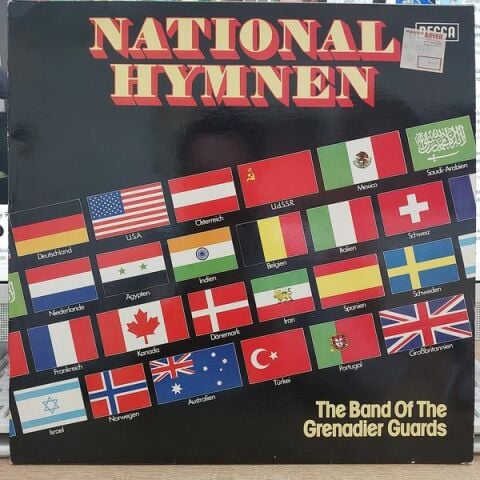 NATIONAL
HYMNEN
DECCA
Deutschland
U.S.A.
Österreich
U.d.S.S.R.
Mexico
Saudi-Arabien
Niederlande
Ägypten
Indien
Belgien
Italien
Schweiz
Frankreich
Kanada
Dänemark
Iran
Spanien
Schweden
Israel
Norwegen
Australien
Türkei
Portugal
Großbritannien
The Band Of The
Grenadier Guards